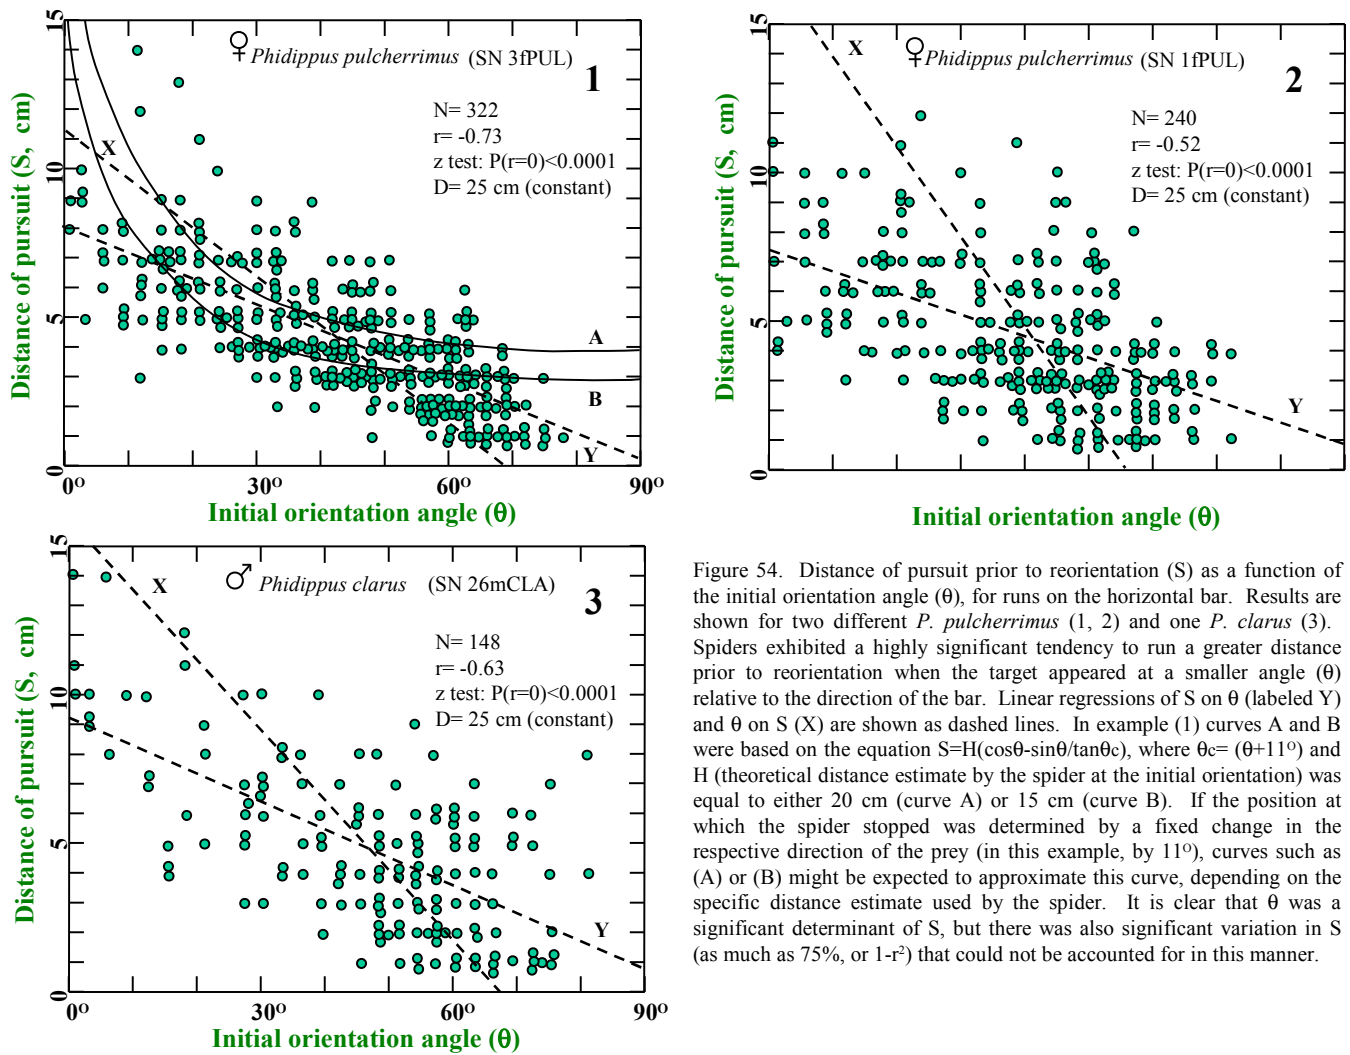 15
10
5
0
Distance of pursuit (S, cm)
♀ Phidippus pulcherrimus (SN 3fPUL)
1
N= 322
r= -0.73
z test: P(r=0)<0.0001
D= 25 cm (constant)
X
A
B
Y
0º 30º 60º 90º
Initial orientation angle (θ)
15
10
5
0
Distance of pursuit (S, cm)
X
♀ Phidippus pulcherrimus (SN 1fPUL)
2
N= 240
r= -0.52
z test: P(r=0)<0.0001
D= 25 cm (constant)
Y
Initial orientation angle (θ)
15
10
5
0
Distance of pursuit (S, cm)
X
♂ Phidippus clarus (SN 26mCLA)
3
N= 148
r= -0.63
z test: P(r=0)<0.0001
D= 25 cm (constant)
Y
0º 30º 60º 90º
Initial orientation angle (θ)
Figure 54. Distance of pursuit prior to reorientation (S) as a function of
the initial orientation angle (θ), for runs on the horizontal bar. Results are
shown for two different P. pulcherrimus (1, 2) and one P. clarus (3).
Spiders exhibited a highly significant tendency to run a greater distance
prior to reorientation when the target appeared at a smaller angle (θ)
relative to the direction of the bar. Linear regressions of S on θ (labeled Y)
and θ on S (X) are shown as dashed lines. In example (1) curves A and B
were based on the equation S=H(cosθ-sinθ/tanθc), where θc= (θ+11º) and
H (theoretical distance estimate by the spider at the initial orientation) was
equal to either 20 cm (curve A) or 15 cm (curve B). If the position at
which the spider stopped was determined by a fixed change in the
respective direction of the prey (in this example, by 11º), curves such as
(A) or (B) might be expected to approximate this curve, depending on the
specific distance estimate used by the spider. It is clear that θ was a
significant determinant of S, but there was also significant variation in S
(as much as 75%, or 1-r²) that could not be accounted for in this manner.